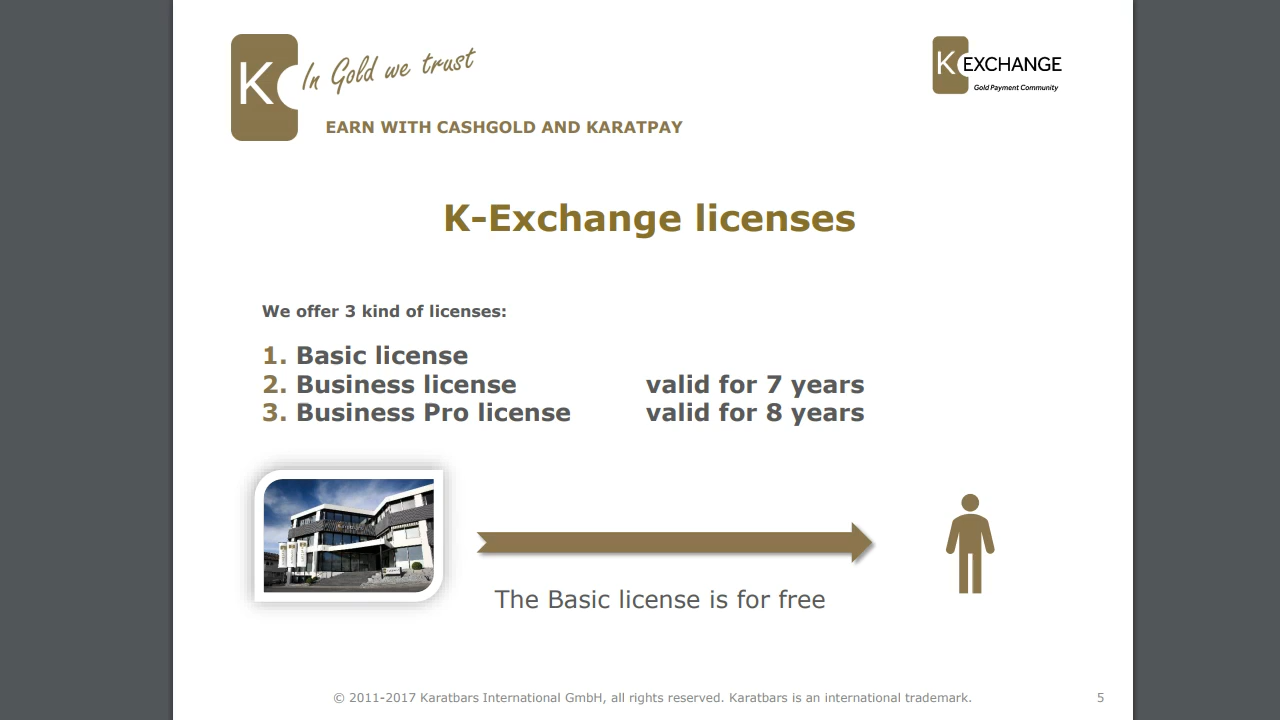 K In Gold we trust
K EXCHANGE
Gold Payment Community
EARN WITH CASHGOLD AND KARATPAY
K-Exchange licenses
We offer 3 kind of licenses:
1. Basic license
2. Business license valid for 7 years
3. Business Pro license valid for 8 years
The Basic license is for free
© 2011-2017 Karatbars International GmbH, all rights reserved. Karatbars is an international trademark. 5